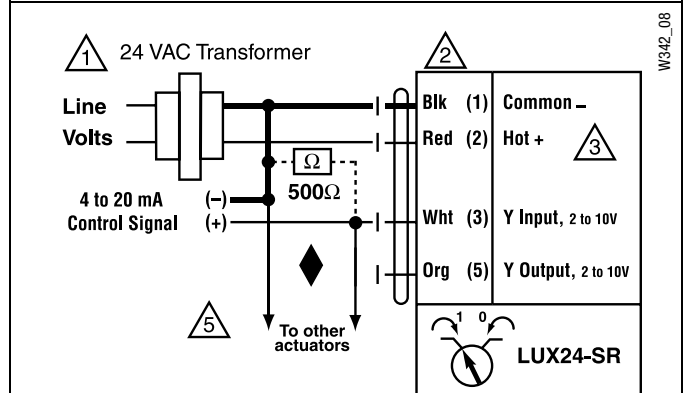 W342_08
1 24 VAC Transformer
2
Line
Volts
Blk (1) Common –
Red (2) Hot +
3
Ω
500Ω
4 to 20 mA (–)
Control Signal (+)
Wht (3) Y Input, 2 to 10V
Org (5) Y Output, 2 to 10V
5
To other
actuators
1 0
LUX24-SR